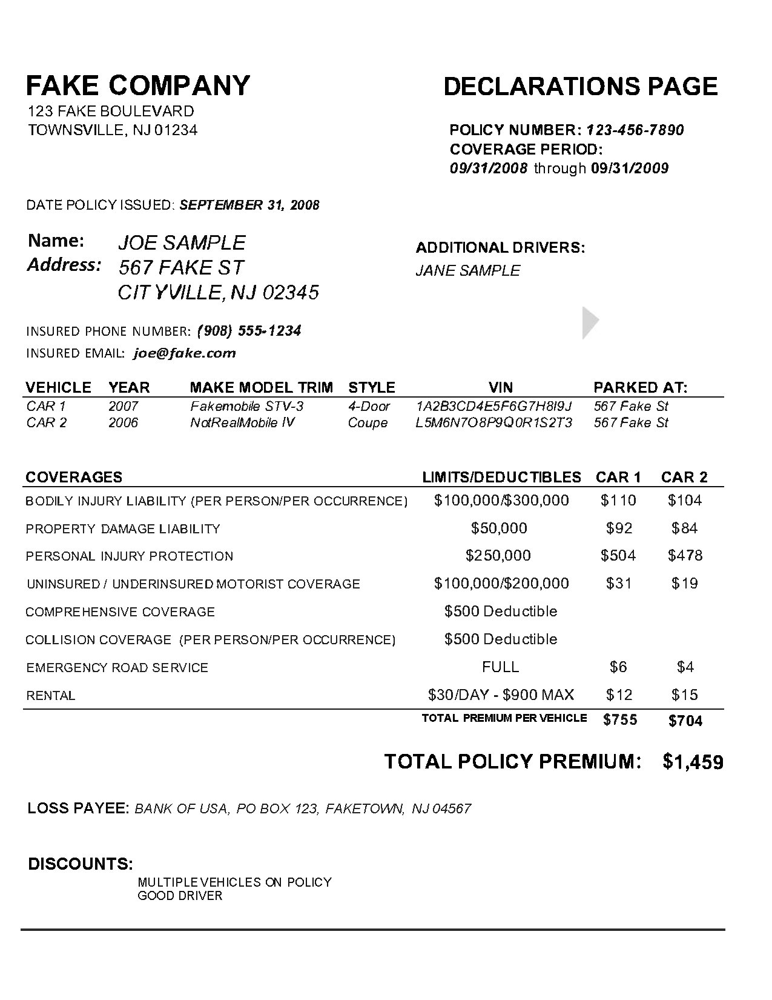 FAKE COMPANY
DECLARATIONS PAGE
123 FAKE BOULEVARD
TOWNSVILLE, NJ 01234
POLICY NUMBER: 123-456-7890
COVERAGE PERIOD:
09/31/2008 through 09/31/2009
DATE POLICY ISSUED: SEPTEMBER 31, 2008
Name: JOE SAMPLE
Address: 567 FAKE ST
CITYVILLE, NJ 02345
ADDITIONAL DRIVERS:
JANE SAMPLE
INSURED PHONE NUMBER: (908) 555-1234
INSURED EMAIL: joe@fake.com
VEHICLE YEAR MAKE MODEL TRIM STYLE VIN PARKED AT:
CAR 1 2007 Fakemobile STV-3 4-Door 1A2B3CD4E5F6G7H8I9J 567 Fake St
CAR 2 2006 NotRealMobile IV Coupe L5M6N7O8P9Q0R1S2T3 567 Fake St
COVERAGES LIMITS/DEDUCTIBLES CAR 1 CAR 2
BODILY INJURY LIABILITY (PER PERSON/PER OCCURRENCE) $100,000/$300,000 $110 $104
PROPERTY DAMAGE LIABILITY $50,000 $92 $84
PERSONAL INJURY PROTECTION $250,000 $504 $478
UNINSURED / UNDERINSURED MOTORIST COVERAGE $100,000/$200,000 $31 $19
COMPREHENSIVE COVERAGE $500 Deductible
COLLISION COVERAGE (PER PERSON/PER OCCURRENCE) $500 Deductible
EMERGENCY ROAD SERVICE FULL $6 $4
RENTAL $30/DAY - $900 MAX $12 $15
TOTAL PREMIUM PER VEHICLE $755 $704
TOTAL POLICY PREMIUM: $1,459
LOSS PAYEE: BANK OF USA, PO BOX 123, FAKETOWN, NJ 04567
DISCOUNTS:
MULTIPLE VEHICLES ON POLICY
GOOD DRIVER